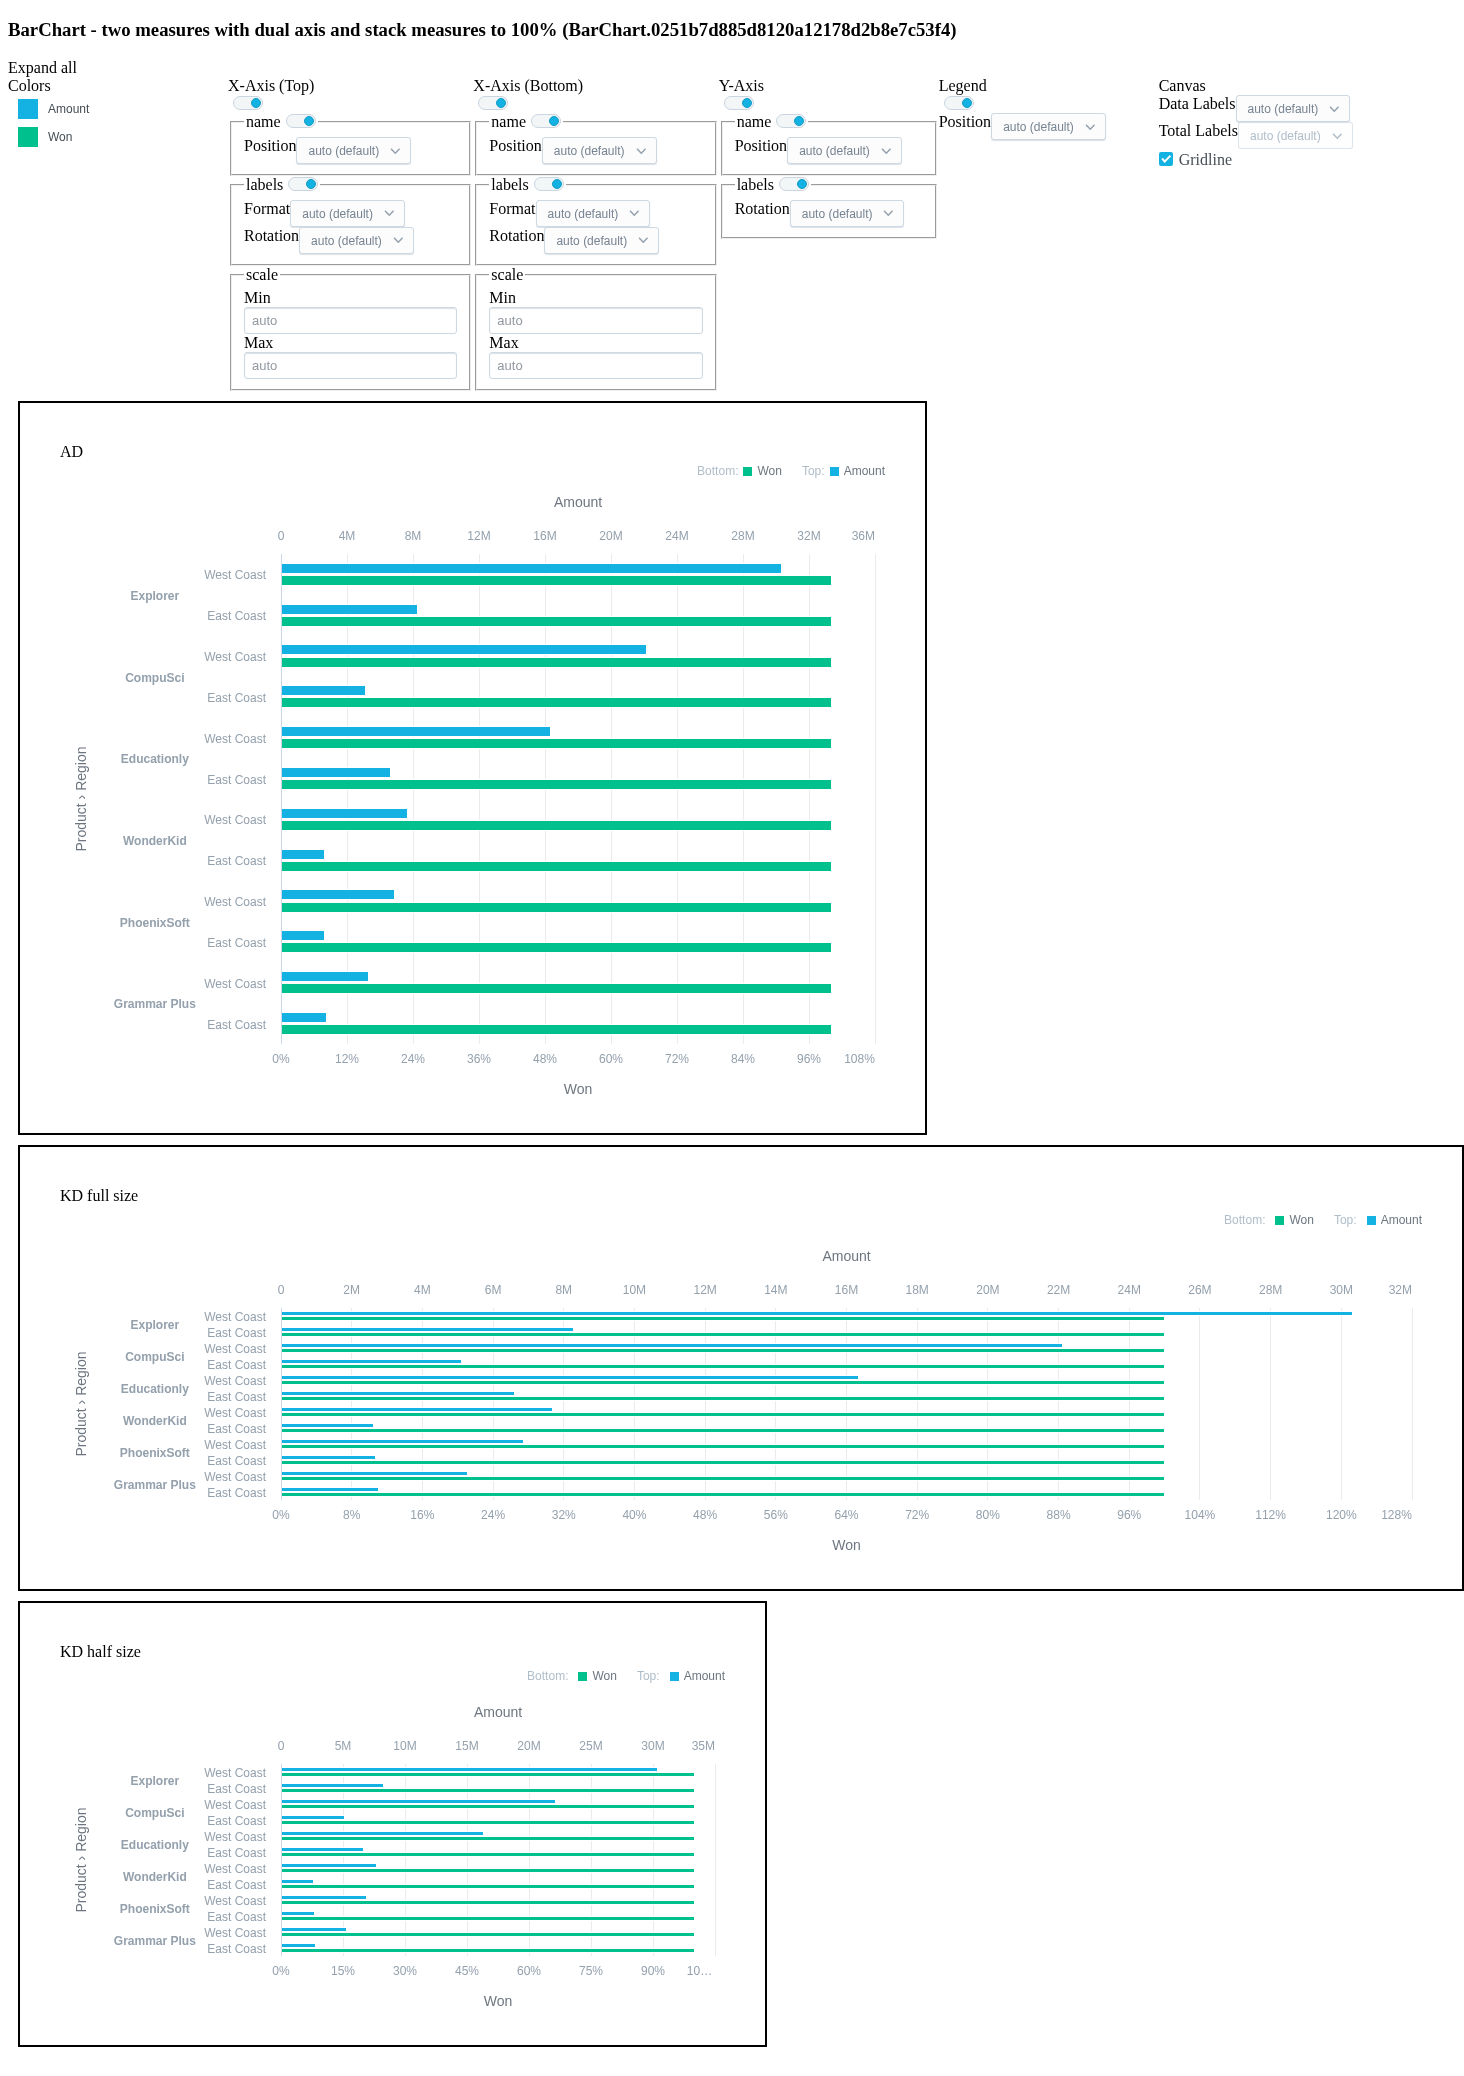 BarChart - two measures with dual axis and stack measures to 100% (BarChart.0251b7d885d8120a12178d2b8e7c53f4)
Expand all
Colors
Amount
Won
X-Axis (Top)
name
Position auto (default)
labels
Format auto (default)
Rotation auto (default)
scale
Min
auto
Max
auto
X-Axis (Bottom)
name
Position auto (default)
labels
Format auto (default)
Rotation auto (default)
scale
Min
auto
Max
auto
Y-Axis
name
Position auto (default)
labels
Rotation auto (default)
Legend
Position auto (default)
Canvas
Data Labels auto (default)
Total Labels auto (default)
Gridline
AD
Bottom: Won Top: Amount
Amount
0 4M 8M 12M 16M 20M 24M 28M 32M 36M
Product › Region
Explorer
West Coast
East Coast
CompuSci
West Coast
East Coast
Educationly
West Coast
East Coast
WonderKid
West Coast
East Coast
PhoenixSoft
West Coast
East Coast
Grammar Plus
West Coast
East Coast
0% 12% 24% 36% 48% 60% 72% 84% 96% 108%
Won
KD full size
Bottom: Won Top: Amount
Amount
0 2M 4M 6M 8M 10M 12M 14M 16M 18M 20M 22M 24M 26M 28M 30M 32M
Product › Region
Explorer
West Coast
East Coast
CompuSci
West Coast
East Coast
Educationly
West Coast
East Coast
WonderKid
West Coast
East Coast
PhoenixSoft
West Coast
East Coast
Grammar Plus
West Coast
East Coast
0% 8% 16% 24% 32% 40% 48% 56% 64% 72% 80% 88% 96% 104% 112% 120% 128%
Won
KD half size
Bottom: Won Top: Amount
Amount
0 5M 10M 15M 20M 25M 30M 35M
Product › Region
Explorer
West Coast
East Coast
CompuSci
West Coast
East Coast
Educationly
West Coast
East Coast
WonderKid
West Coast
East Coast
PhoenixSoft
West Coast
East Coast
Grammar Plus
West Coast
East Coast
0% 15% 30% 45% 60% 75% 90% 10…
Won